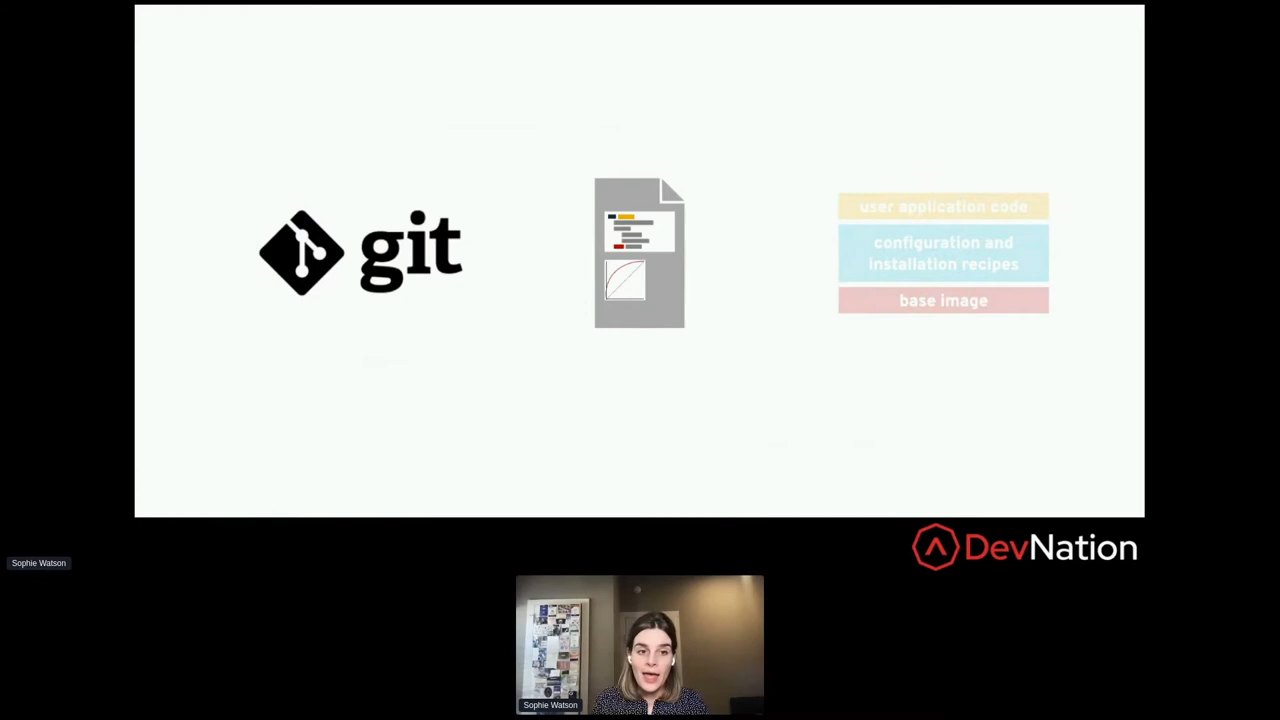 git
user application code
configuration and
installation recipes
base image
DevNation
Sophie Watson
Sophie Watson